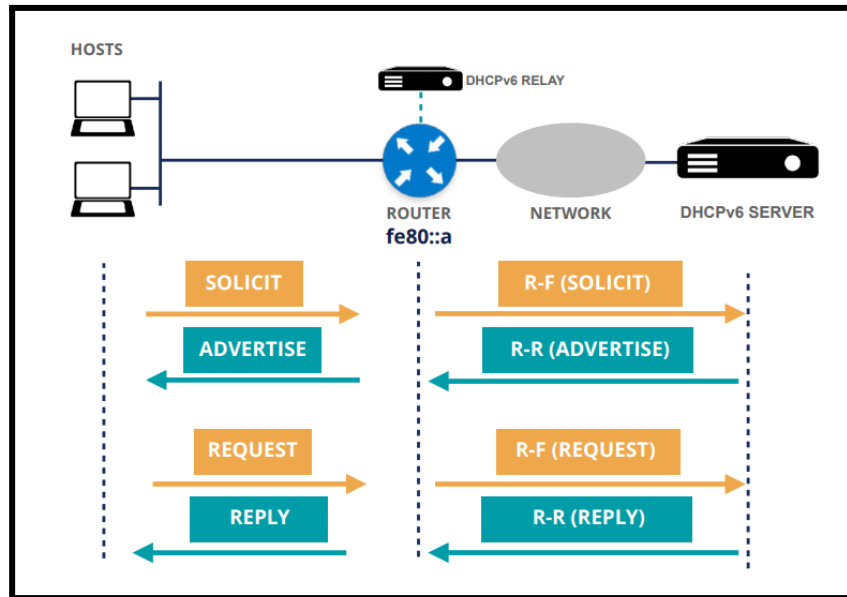 HOSTS
DHCPv6 RELAY
ROUTER
fe80::a
NETWORK
DHCPv6 SERVER
SOLICIT
R-F (SOLICIT)
ADVERTISE
R-R (ADVERTISE)
REQUEST
R-F (REQUEST)
REPLY
R-R (REPLY)